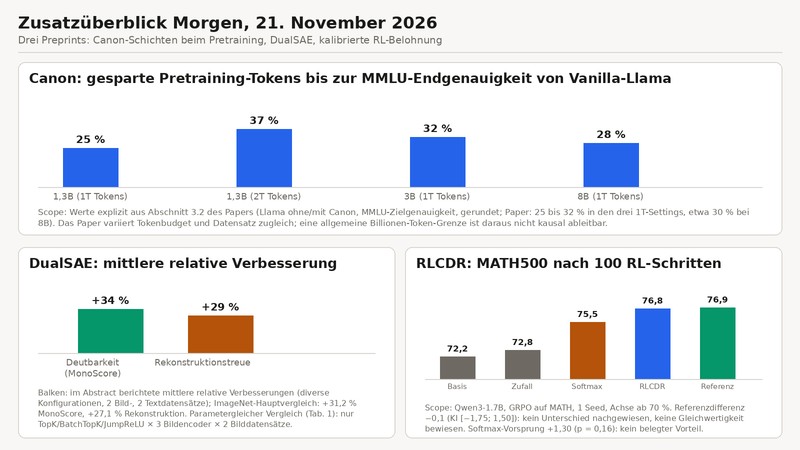 Zusatzüberblick Morgen, 21. November 2026
Drei Preprints: Canon-Schichten beim Pretraining, DualSAE, kalibrierte RL-Belohnung
Canon: gesparte Pretraining-Tokens bis zur MMLU-Endgenauigkeit von Vanilla-Llama
25 %
37 %
32 %
28 %
1,3B (1T Tokens)
1,3B (2T Tokens)
3B (1T Tokens)
8B (1T Tokens)
Scope: Werte explizit aus Abschnitt 3.2 des Papers (Llama ohne/mit Canon, MMLU-Zielgenauigkeit, gerundet; Paper: 25 bis 32 % in den drei 1T-Settings, etwa 30 % bei
8B). Das Paper variiert Tokenbudget und Datensatz zugleich; eine allgemeine Billionen-Token-Grenze ist daraus nicht kausal ableitbar.
DualSAE: mittlere relative Verbesserung
+34 %
+29 %
Deutbarkeit
(MonoScore)
Rekonstruktionstreue
Balken: im Abstract berichtete mittlere relative Verbesserungen (diverse
Konfigurationen, 2 Bild-, 2 Textdatensätze); ImageNet-Hauptvergleich: +31,2 %
MonoScore, +27,1 % Rekonstruktion. Parametergleicher Vergleich (Tab. 1): nur
TopK/BatchTopK/JumpReLU × 3 Bildencoder × 2 Bilddatensätze.
RLCDR: MATH500 nach 100 RL-Schritten
72,2
72,8
75,5
76,8
76,9
Basis
Zufall
Softmax
RLCDR
Referenz
Scope: Qwen3-1.7B, GRPO auf MATH, 1 Seed, Achse ab 70 %. Referenzdifferenz
−0,1 (KI [−1,75; 1,50]): kein Unterschied nachgewiesen, keine Gleichwertigkeit
bewiesen. Softmax-Vorsprung +1,30 (p = 0,16): kein belegter Vorteil.